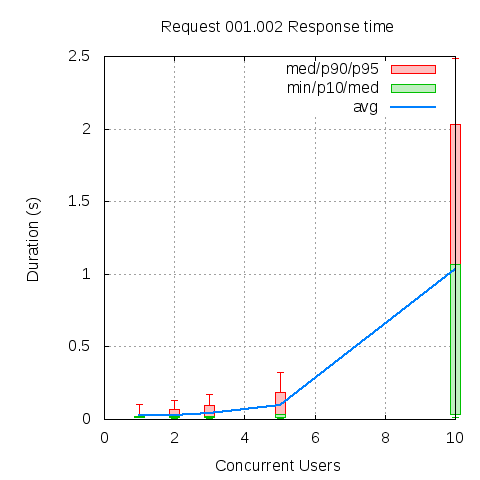 Request 001.002 Response time
med/p90/p95
min/p10/med
avg
2.5
2
1.5
1
0.5
0
0 2 4 6 8 10
Duration (s)
Concurrent Users